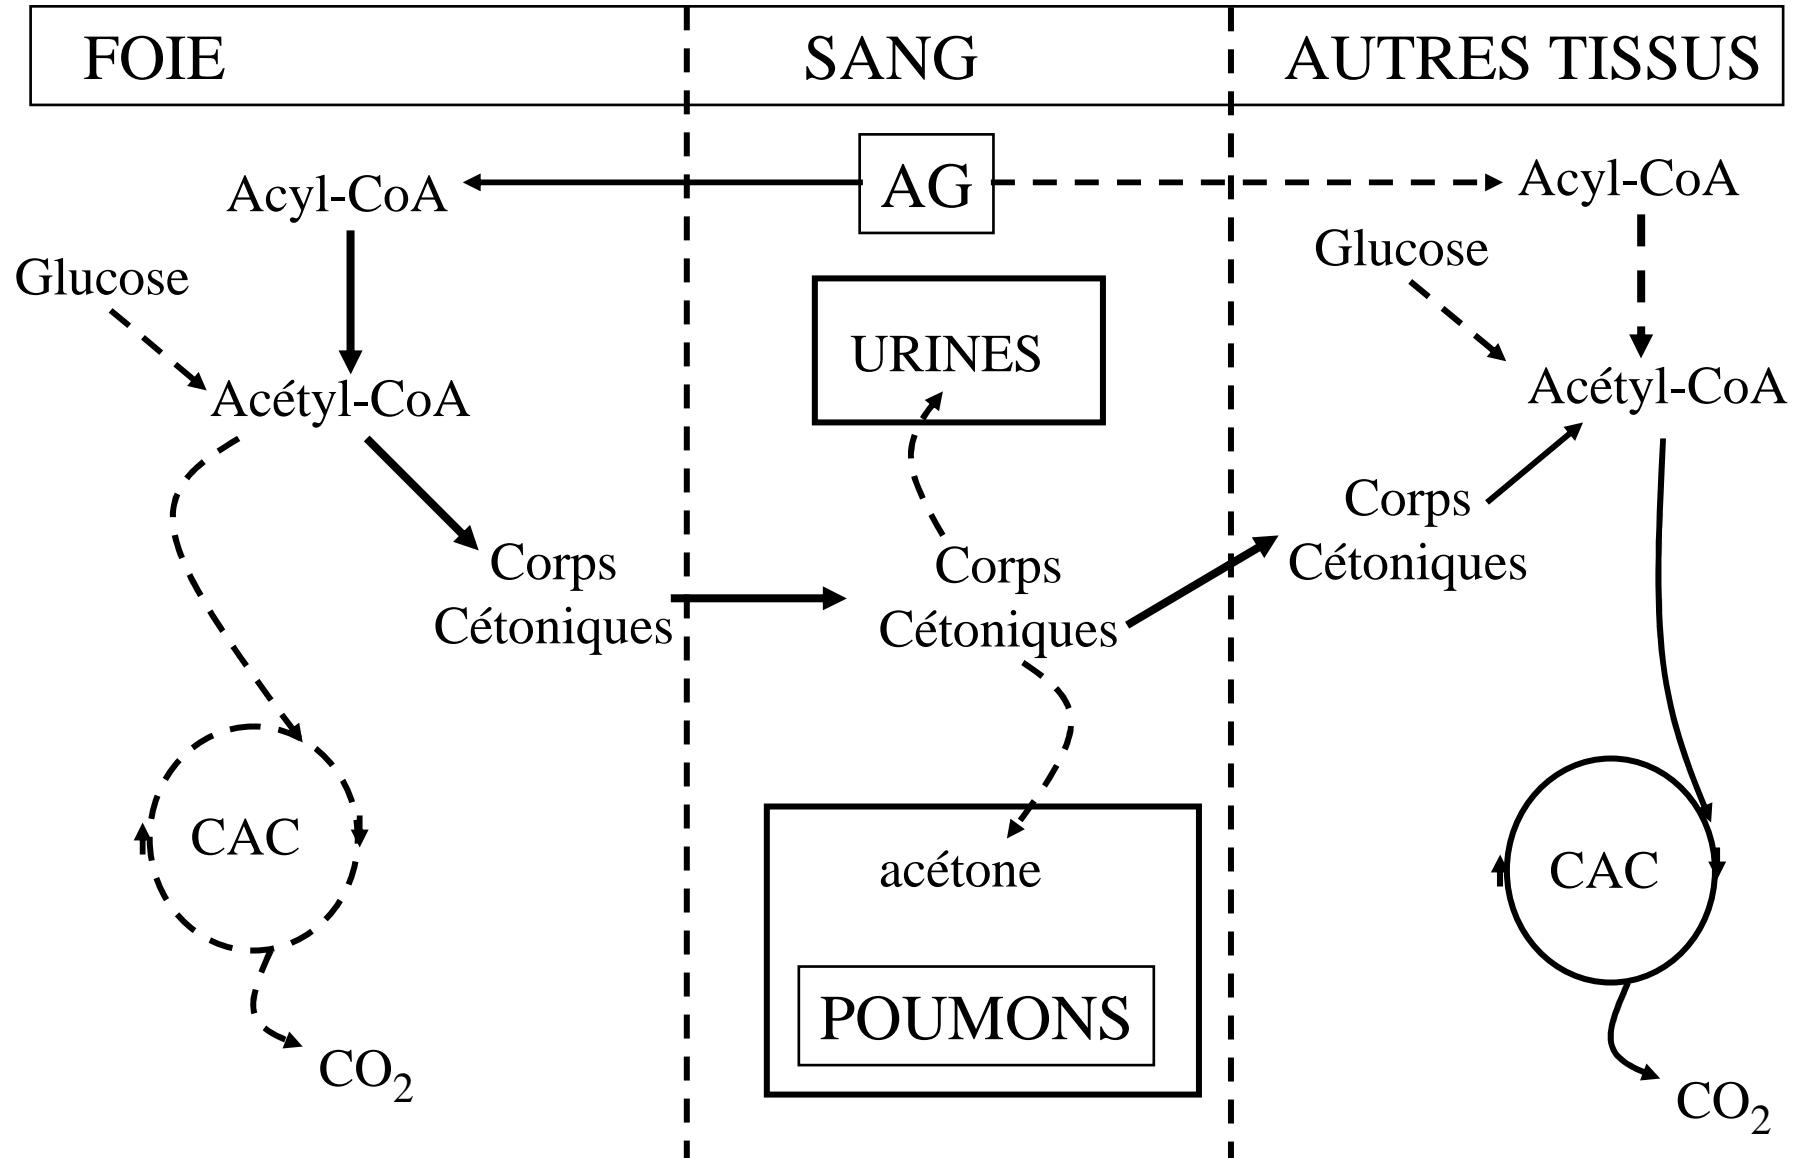 FOIE
SANG
AUTRES TISSUS
AG
Acyl-CoA
Acyl-CoA
Glucose
Glucose
URINES
Acétyl-CoA
Acétyl-CoA
Corps
Cétoniques
Corps
Cétoniques
Corps
Cétoniques
CAC
acétone
CAC
POUMONS
CO2
CO2